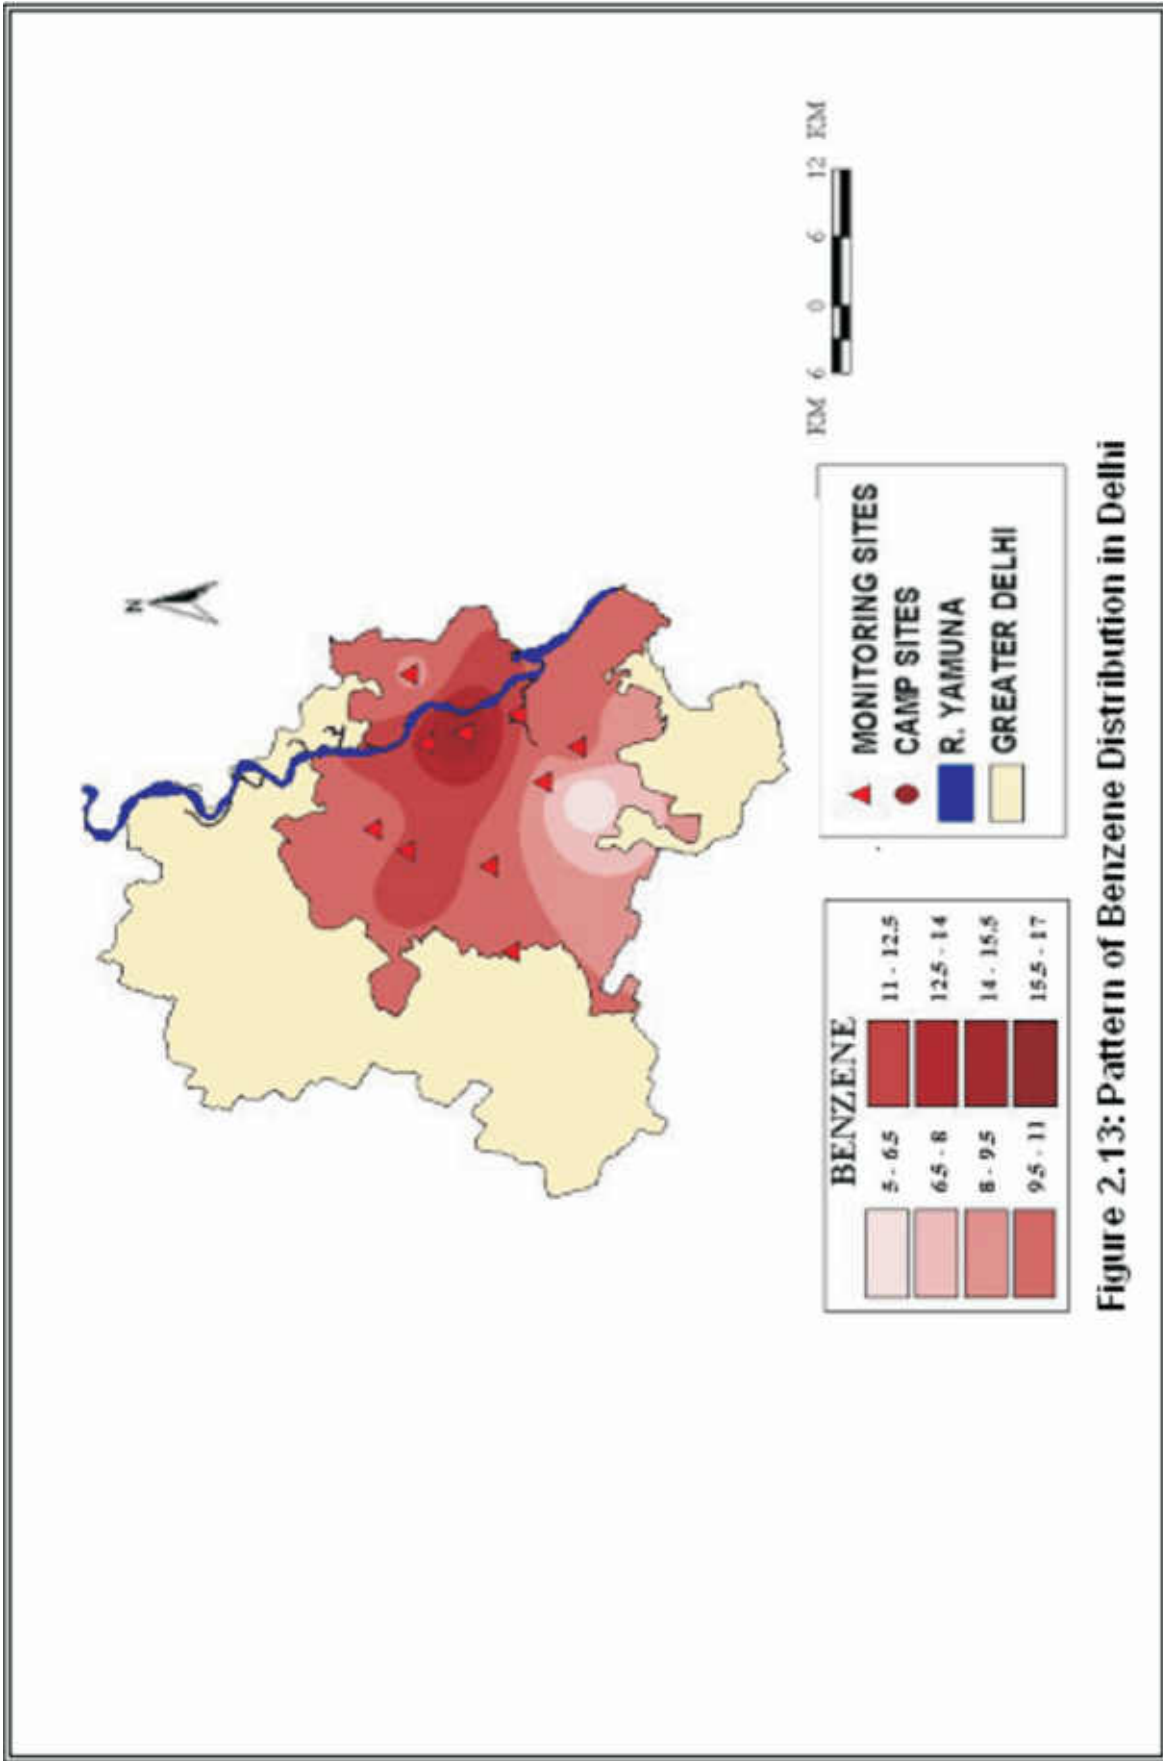 N
KM 6 0 6 12 KM
BENZENE
5 - 6.5
6.5 - 8
8 - 9.5
9.5 - 11
11 - 12.5
12.5 - 14
14 - 15.5
15.5 - 17
MONITORING SITES
CAMP SITES
R. YAMUNA
GREATER DELHI
Figure 2.13: Pattern of Benzene Distribution in Delhi